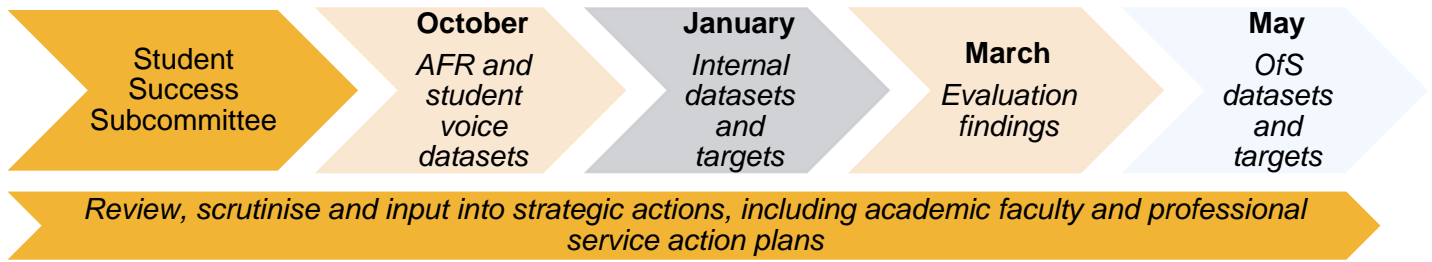 Student
Success
Subcommittee
October
AFR and
student
voice
datasets
January
Internal
datasets
and
targets
March
Evaluation
findings
May
OfS
datasets
and
targets
Review, scrutinise and input into strategic actions, including academic faculty and professional
service action plans